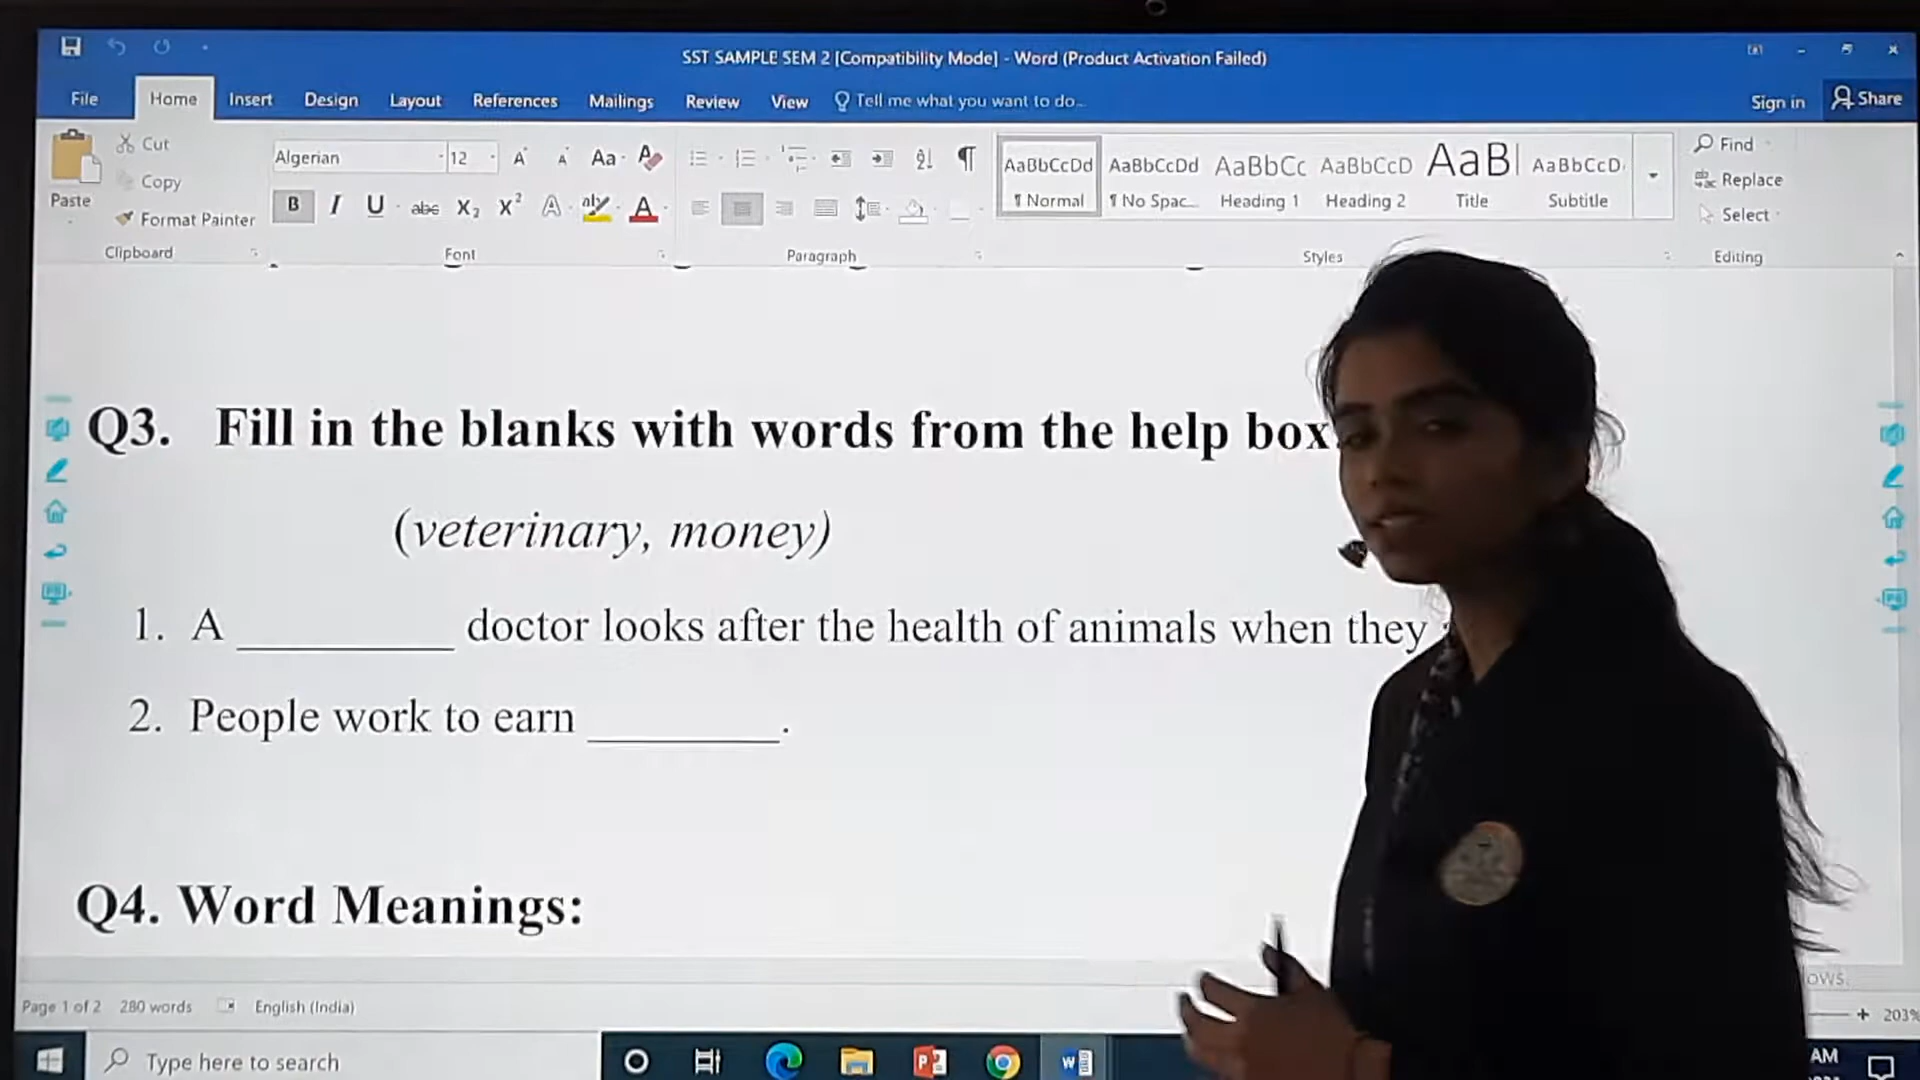 SST SAMPLE SEM 2 [Compatibility Mode] - Word (Product Activation Failed)
File Home Insert Design Layout References Mailings Review View Tell me what you want to do... Sign in Share
Paste
Cut
Copy
Format Painter
Clipboard
Algerian 12
Font
Paragraph
AaBbCcDd AaBbCcDd AaBbCc AaBbCcD AaB AaBbCcD
¶ Normal ¶ No Spac... Heading 1 Heading 2 Title Subtitle
Styles
Find
Replace
Select
Editing
Q3. Fill in the blanks with words from the help box
(veterinary, money)
1. A __________ doctor looks after the health of animals when they
2. People work to earn _________.
Q4. Word Meanings:
Page 1 of 2 280 words English (India)
203%
Type here to search
AM